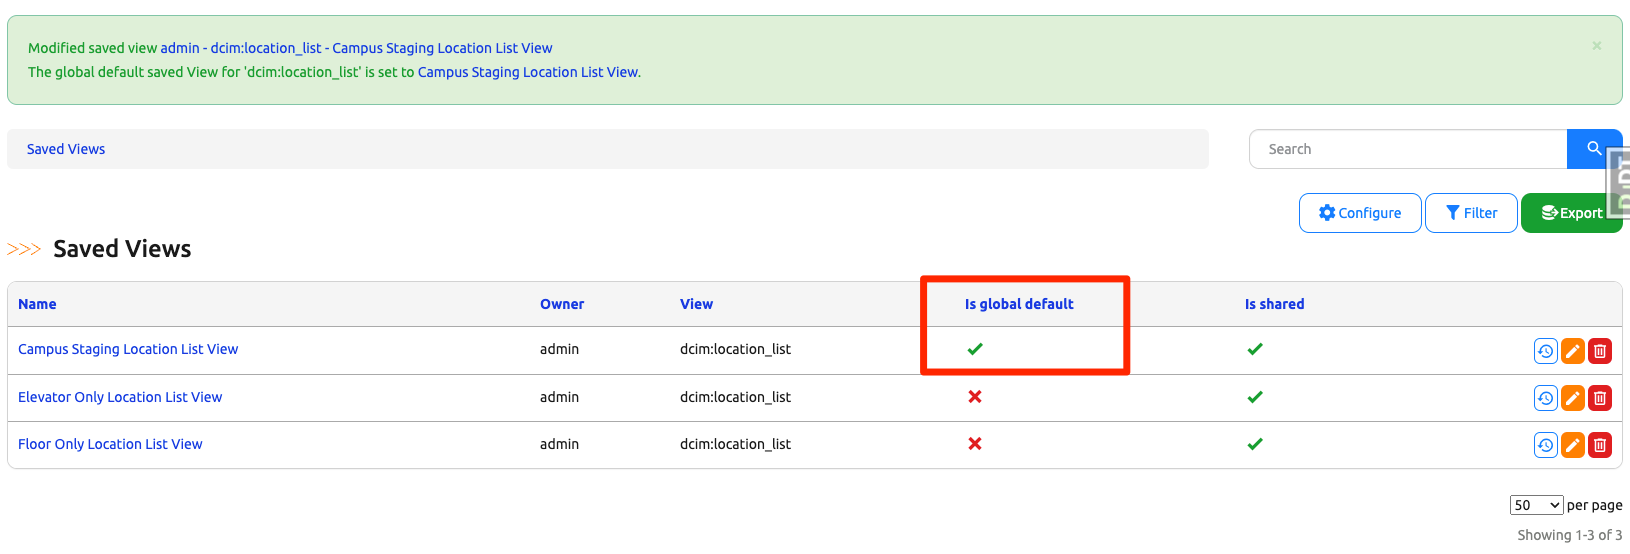 Modified saved view admin - dcim:location_list - Campus Staging Location List View
The global default saved View for 'dcim:location_list' is set to Campus Staging Location List View.
×
Saved Views
Search
Configure
Filter
Export
>>> Saved Views
Name Owner View Is global default Is shared
Campus Staging Location List View admin dcim:location_list
Elevator Only Location List View admin dcim:location_list
Floor Only Location List View admin dcim:location_list
50 per page
Showing 1-3 of 3